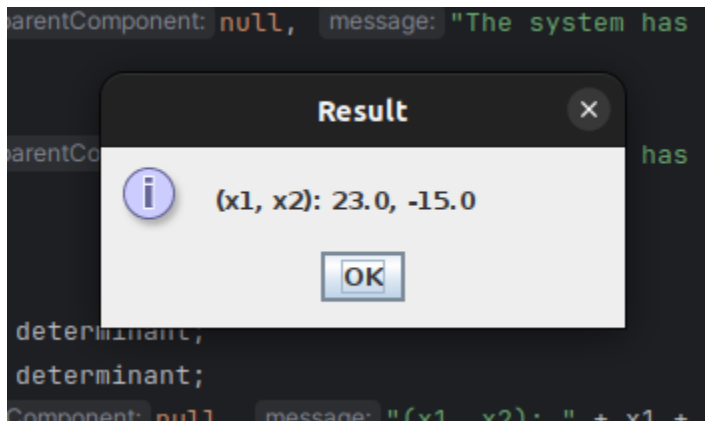 parentComponent: null, message: "The system has
Result
parentCo has
(x1, x2): 23.0, -15.0
OK
determinant;
determinant;
Component: null message: "(x1, x2): " + x1 +